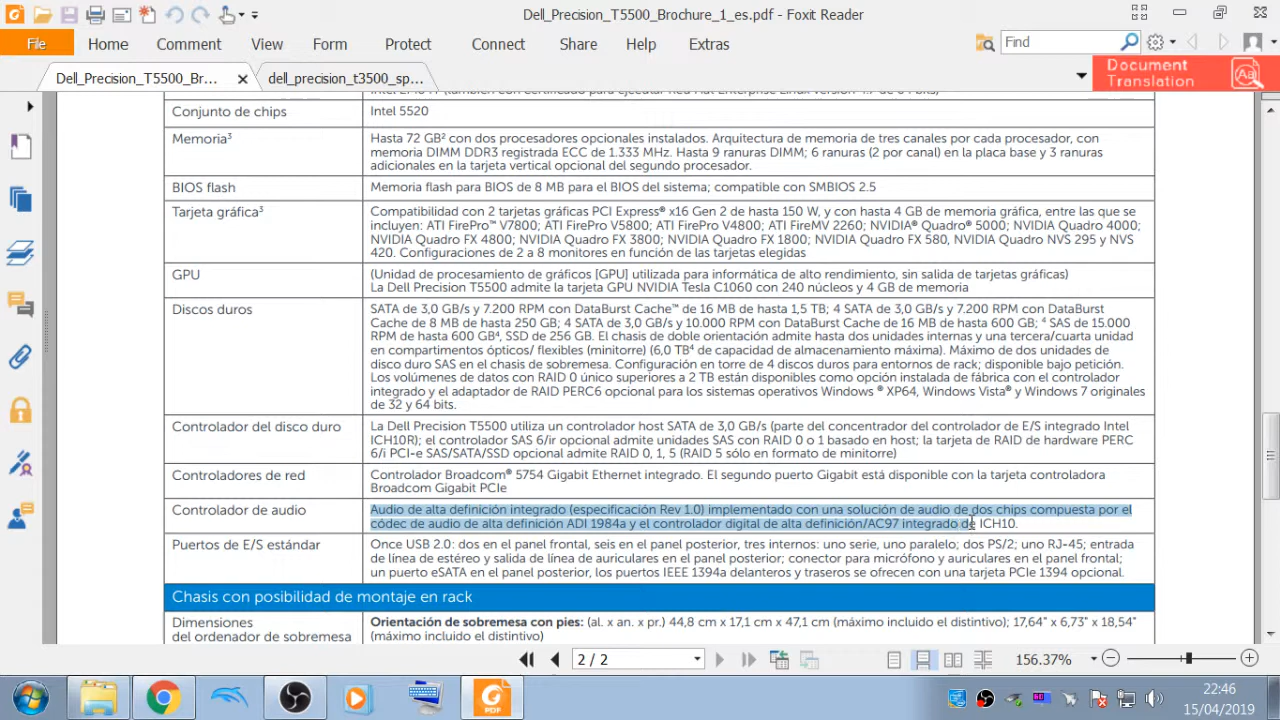 Dell_Precision_T5500_Brochure_1_es.pdf - Foxit Reader
File Home Comment View Form Protect Connect Share Help Extras Find
Dell_Precision_T5500_Br... dell_precision_t3500_sp...
Document
Translation
Conjunto de chips Intel 5520
Memoria³ Hasta 72 GB² con dos procesadores opcionales instalados. Arquitectura de memoria de tres canales por cada procesador, con
memoria DIMM DDR3 registrada ECC de 1.333 MHz. Hasta 9 ranuras DIMM; 6 ranuras (2 por canal) en la placa base y 3 ranuras
adicionales en la tarjeta vertical opcional del segundo procesador.
BIOS flash Memoria flash para BIOS de 8 MB para el BIOS del sistema; compatible con SMBIOS 2.5
Tarjeta gráfica³ Compatibilidad con 2 tarjetas gráficas PCI Express® x16 Gen 2 de hasta 150 W, y con hasta 4 GB de memoria gráfica, entre las que se
incluyen: ATI FirePro™ V7800; ATI FirePro V5800; ATI FirePro V4800; ATI FireMV 2260; NVIDIA® Quadro® 5000; NVIDIA Quadro 4000;
NVIDIA Quadro FX 4800; NVIDIA Quadro FX 3800; NVIDIA Quadro FX 1800; NVIDIA Quadro FX 580, NVIDIA Quadro NVS 295 y NVS
420. Configuraciones de 2 a 8 monitores en función de las tarjetas elegidas
GPU (Unidad de procesamiento de gráficos [GPU] utilizada para informática de alto rendimiento, sin salida de tarjetas gráficas)
La Dell Precision T5500 admite la tarjeta GPU NVIDIA Tesla C1060 con 240 núcleos y 4 GB de memoria
Discos duros SATA de 3,0 GB/s y 7.200 RPM con DataBurst Cache™ de 16 MB de hasta 1,5 TB; 4 SATA de 3,0 GB/s y 7.200 RPM con DataBurst
Cache de 8 MB de hasta 250 GB; 4 SATA de 3,0 GB/s y 10.000 RPM con DataBurst Cache de 16 MB de hasta 600 GB; ⁴ SAS de 15.000
RPM de hasta 600 GB⁴, SSD de 256 GB. El chasis de doble orientación admite hasta dos unidades internas y una tercera/cuarta unidad
en compartimentos ópticos/ flexibles (minitorre) (6,0 TB⁴ de capacidad de almacenamiento máxima). Máximo de dos unidades de
disco duro SAS en el chasis de sobremesa. Configuración en torre de 4 discos duros para entornos de rack; disponible bajo petición.
Los volúmenes de datos con RAID 0 único superiores a 2 TB están disponibles como opción instalada de fábrica con el controlador
integrado y el adaptador de RAID PERC6 opcional para los sistemas operativos Windows ® XP64, Windows Vista® y Windows 7 originales
de 32 y 64 bits.
Controlador del disco duro La Dell Precision T5500 utiliza un controlador host SATA de 3,0 GB/s (parte del concentrador del controlador de E/S integrado Intel
ICH10R); el controlador SAS 6/ir opcional admite unidades SAS con RAID 0 o 1 basado en host; la tarjeta de RAID de hardware PERC
6/i PCI-e SAS/SATA/SSD opcional admite RAID 0, 1, 5 (RAID 5 sólo en formato de minitorre)
Controladores de red Controlador Broadcom® 5754 Gigabit Ethernet integrado. El segundo puerto Gigabit está disponible con la tarjeta controladora
Broadcom Gigabit PCIe
Controlador de audio Audio de alta definición integrado (especificación Rev 1.0) implementado con una solución de audio de dos chips compuesta por el
códec de audio de alta definición ADI 1984a y el controlador digital de alta definición/AC97 integrado de ICH10.
Puertos de E/S estándar Once USB 2.0: dos en el panel frontal, seis en el panel posterior, tres internos: uno serie, uno paralelo; dos PS/2; uno RJ-45; entrada
de línea de estéreo y salida de línea de auriculares en el panel posterior; conector para micrófono y auriculares en el panel frontal;
un puerto eSATA en el panel posterior, los puertos IEEE 1394a delanteros y traseros se ofrecen con una tarjeta PCIe 1394 opcional.
Chasis con posibilidad de montaje en rack
Dimensiones Orientación de sobremesa con pies: (al. x an. x pr.) 44,8 cm x 17,1 cm x 47,1 cm (máximo incluido el distintivo); 17,64" x 6,73" x 18,54"
del ordenador de sobremesa (máximo incluido el distintivo)
2 / 2 156.37%
PDF
22:46
15/04/2019